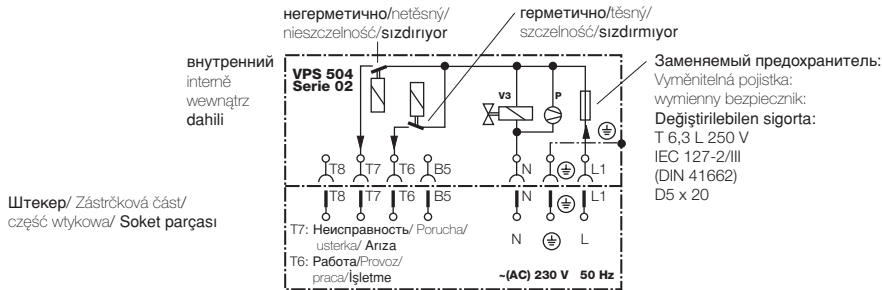 негерметично/netěsný/
nieszczelność/sızdırıyor
герметично/těsný/
szczelność/sızdırmıyor
внутренний
interně
wewnątrz
dahili
VPS 504
Serie 02
V3
P
Заменяемый предохранитель:
Vyměnitelná pojistka:
wymienny bezpiecznik:
Değiştirilebilen sigorta:
T 6,3 L 250 V
IEC 127-2/III
(DIN 41662)
D5 x 20
T8 T7 T6 B5 N L1
Штекер/ Zástrčková část/
część wtykowa/ Soket parçası
T8 T7 T6 B5 N L1
T7: Неисправность/ Porucha/
usterka/ Arıza
T6: Работа/Provoz/
praca/İşletme
N L
~(AC) 230 V 50 Hz